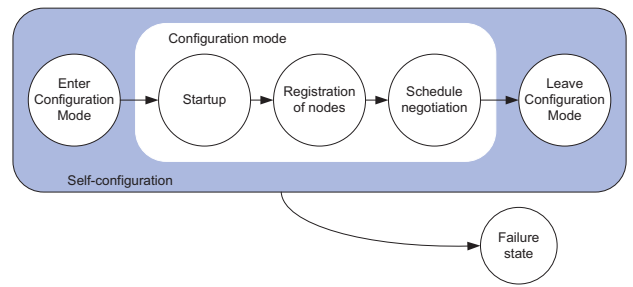 Configuration mode
Enter
Configuration
Mode
Startup
Registration
of nodes
Schedule
negotiation
Leave
Configuration
Mode
Self-configuration
Failure
state